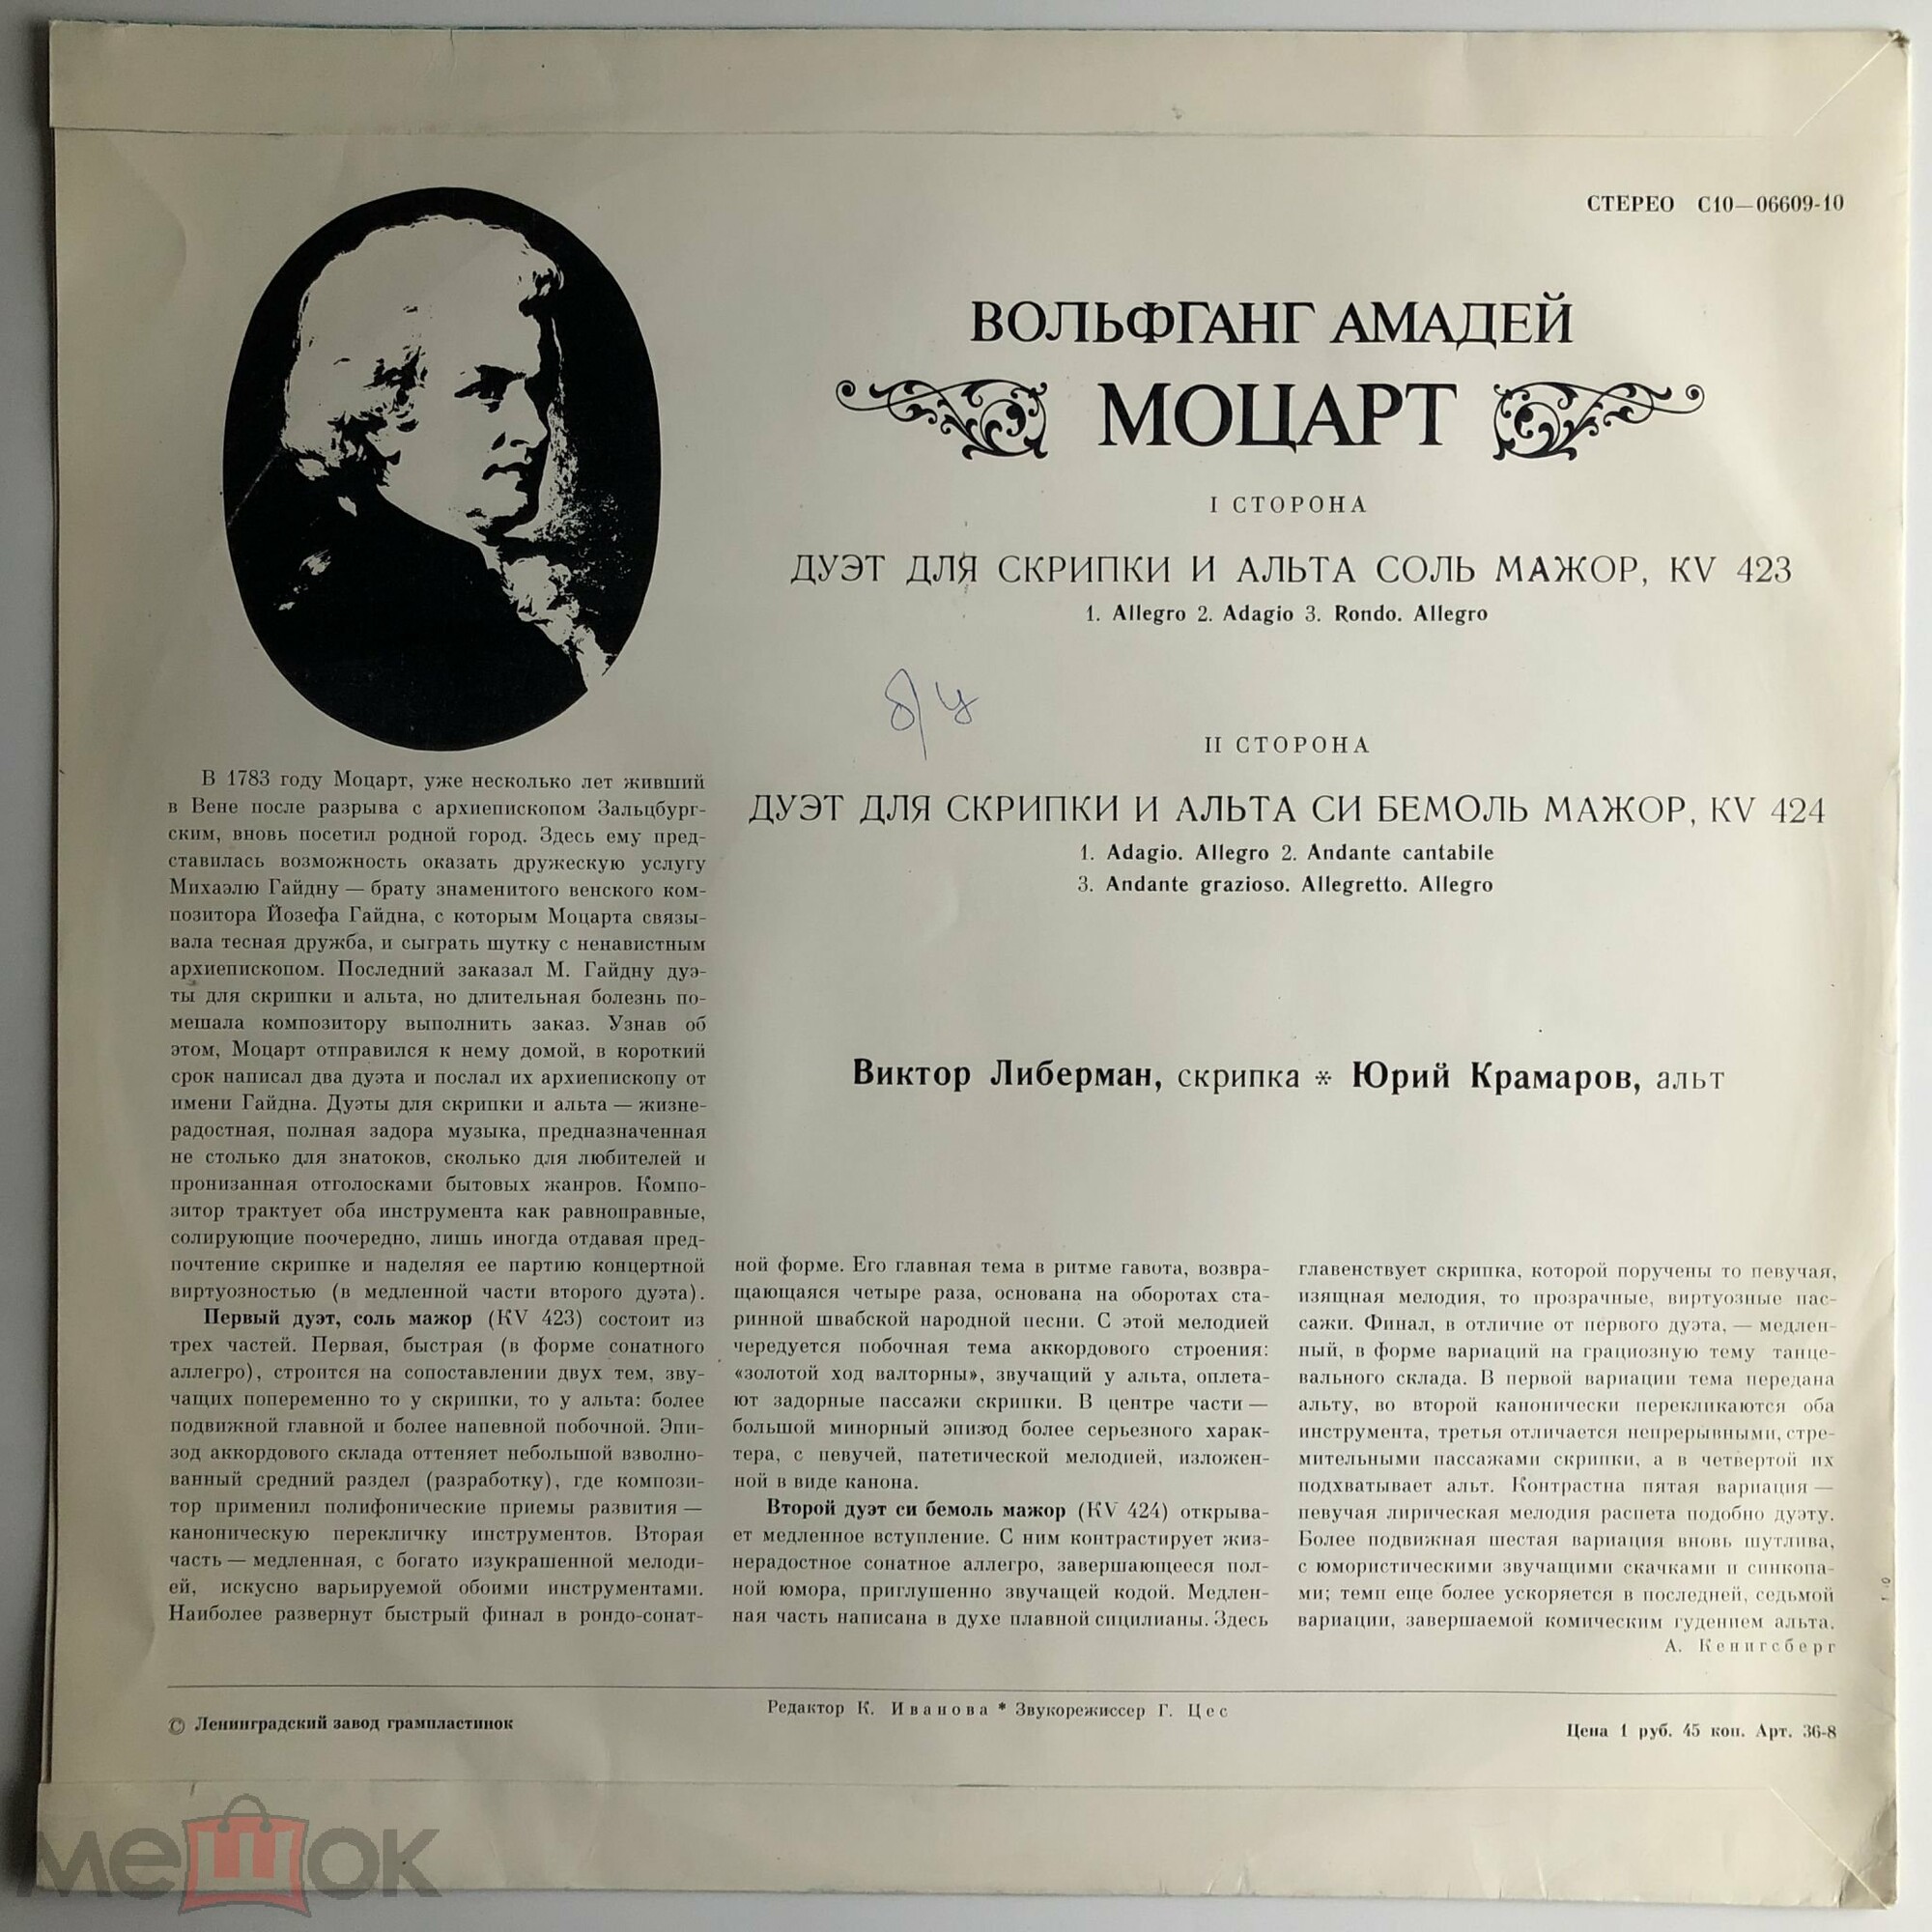 СТЕРЕО С10—06609-10
ВОЛЬФГАНГ АМАДЕЙ
МОЦАРТ
I СТОРОНА
ДУЭТ ДЛЯ СКРИПКИ И АЛЬТА СОЛЬ МАЖОР, KV 423
1. Allegro 2. Adagio 3. Rondo. Allegro
б/у
II СТОРОНА
ДУЭТ ДЛЯ СКРИПКИ И АЛЬТА СИ БЕМОЛЬ МАЖОР, KV 424
1. Adagio. Allegro 2. Andante cantabile
3. Andante grazioso. Allegretto. Allegro
Виктор Либерман, скрипка * Юрий Крамаров, альт
В 1783 году Моцарт, уже несколько лет живший
в Вене после разрыва с архиепископом Зальцбург-
ским, вновь посетил родной город. Здесь ему пред-
ставилась возможность оказать дружескую услугу
Михаэлю Гайдну — брату знаменитого венского ком-
позитора Йозефа Гайдна, с которым Моцарта связы-
вала тесная дружба, и сыграть шутку с ненавистным
архиепископом. Последний заказал М. Гайдну дуэ-
ты для скрипки и альта, но длительная болезнь по-
мешала композитору выполнить заказ. Узнав об
этом, Моцарт отправился к нему домой, в короткий
срок написал два дуэта и послал их архиепископу от
имени Гайдна. Дуэты для скрипки и альта — жизне-
радостная, полная задора музыка, предназначенная
не столько для знатоков, сколько для любителей и
пронизанная отголосками бытовых жанров. Компо-
зитор трактует оба инструмента как равноправные,
солирующие поочередно, лишь иногда отдавая пред-
почтение скрипке и наделяя ее партию концертной
виртуозностью (в медленной части второго дуэта).
Первый дуэт, соль мажор (KV 423) состоит из
трех частей. Первая, быстрая (в форме сонатного
аллегро), строится на сопоставлении двух тем, зву-
чащих попеременно то у скрипки, то у альта: более
подвижной главной и более напевной побочной. Эпи-
зод аккордового склада оттеняет небольшой взволно-
ванный средний раздел (разработку), где компози-
тор применил полифонические приемы развития —
каноническую перекличку инструментов. Вторая
часть — медленная, с богато изукрашенной мелоди-
ей, искусно варьируемой обоими инструментами.
Наиболее развернут быстрый финал в рондо-сонат-
ной форме. Его главная тема в ритме гавота, возвра-
щающаяся четыре раза, основана на оборотах ста-
ринной швабской народной песни. С этой мелодией
чередуется побочная тема аккордового строения:
«золотой ход валторны», звучащий у альта, оплета-
ют задорные пассажи скрипки. В центре части —
большой минорный эпизод более серьезного харак-
тера, с певучей, патетической мелодией, изложен-
ной в виде канона.
Второй дуэт си бемоль мажор (KV 424) открыва-
ет медленное вступление. С ним контрастирует жиз-
нерадостное сонатное аллегро, завершающееся пол-
ной юмора, приглушенно звучащей кодой. Медлен-
ная часть написана в духе плавной сицилианы. Здесь
главенствует скрипка, которой поручены то певучая,
изящная мелодия, то прозрачные, виртуозные пас-
сажи. Финал, в отличие от первого дуэта, — медлен-
ный, в форме вариаций на грациозную тему танце-
вального склада. В первой вариации тема передана
альту, во второй канонически перекликаются оба
инструмента, третья отличается непрерывными, стре-
мительными пассажами скрипки, а в четвертой их
подхватывает альт. Контрастна пятая вариация —
певучая лирическая мелодия распета подобно дуэту.
Более подвижная шестая вариация вновь шутлива,
с юмористическими звучащими скачками и синкопа-
ми; темп еще более ускоряется в последней, седьмой
вариации, завершаемой комическим гудением альта.
А. Кенигсберг
© Ленинградский завод грампластинок
Редактор К. Иванова * Звукорежиссер Г. Цес
Цена 1 руб. 45 коп. Арт. 36-8
мешок